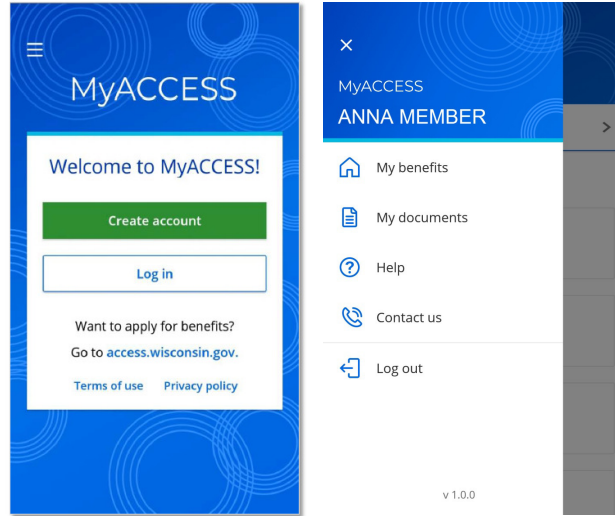 MyACCESS
Welcome to MyACCESS!
Create account
Log in
Want to apply for benefits?
Go to access.wisconsin.gov.
Terms of use Privacy policy
MyACCESS
ANNA MEMBER
My benefits
My documents
Help
Contact us
Log out
v 1.0.0